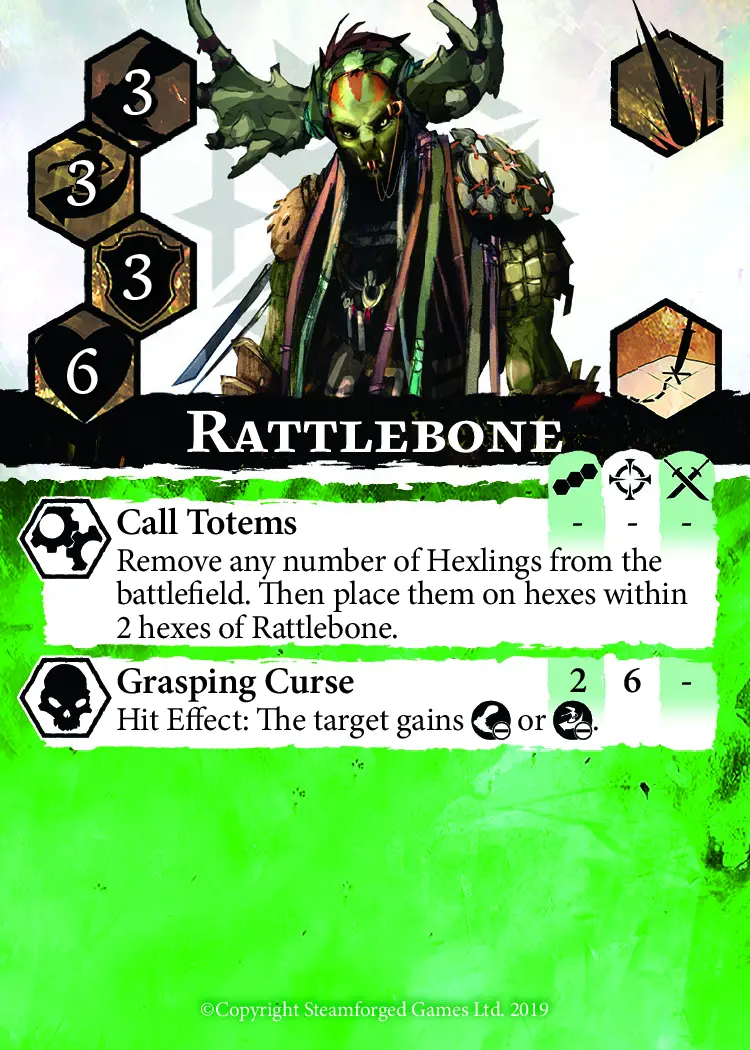 3
3
3
6
Rattlebone
Call Totems - - -
Remove any number of Hexlings from the
battlefield. Then place them on hexes within
2 hexes of Rattlebone.
Grasping Curse 2 6 -
Hit Effect: The target gains or .
©Copyright Steamforged Games Ltd. 2019